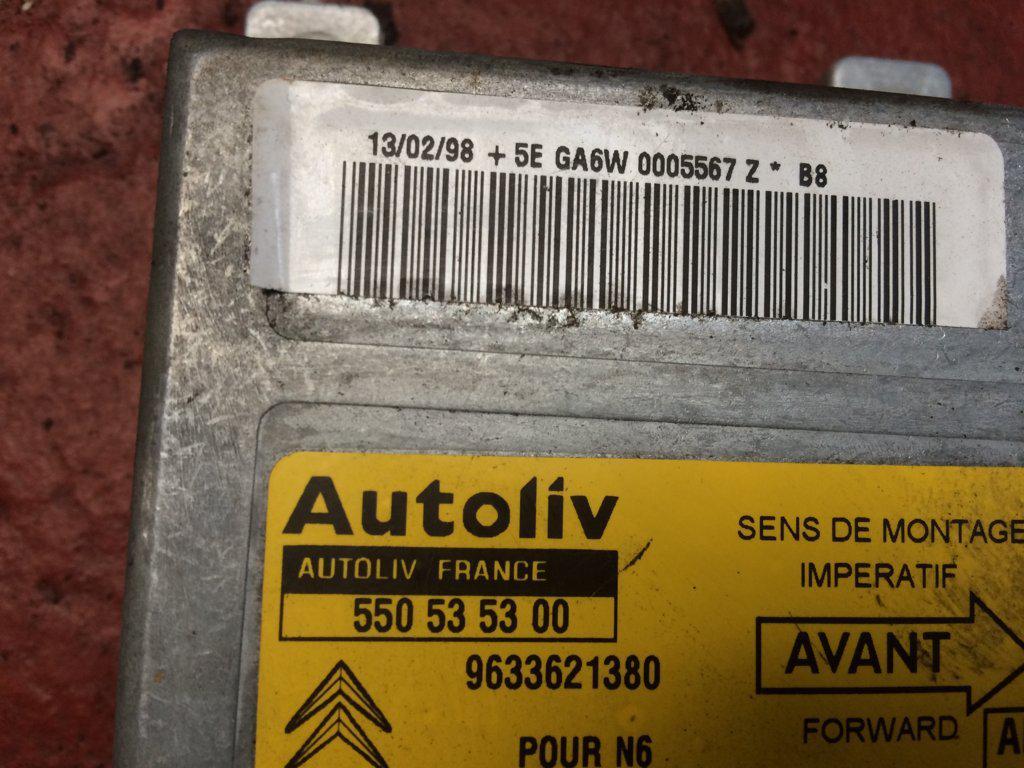 13/02/98 + 5E GA6W 0005567 Z * B8
Autoliv
AUTOLIV FRANCE
550 53 53 00
9633621380
POUR N6
SENS DE MONTAGE
IMPERATIF
AVANT
FORWARD